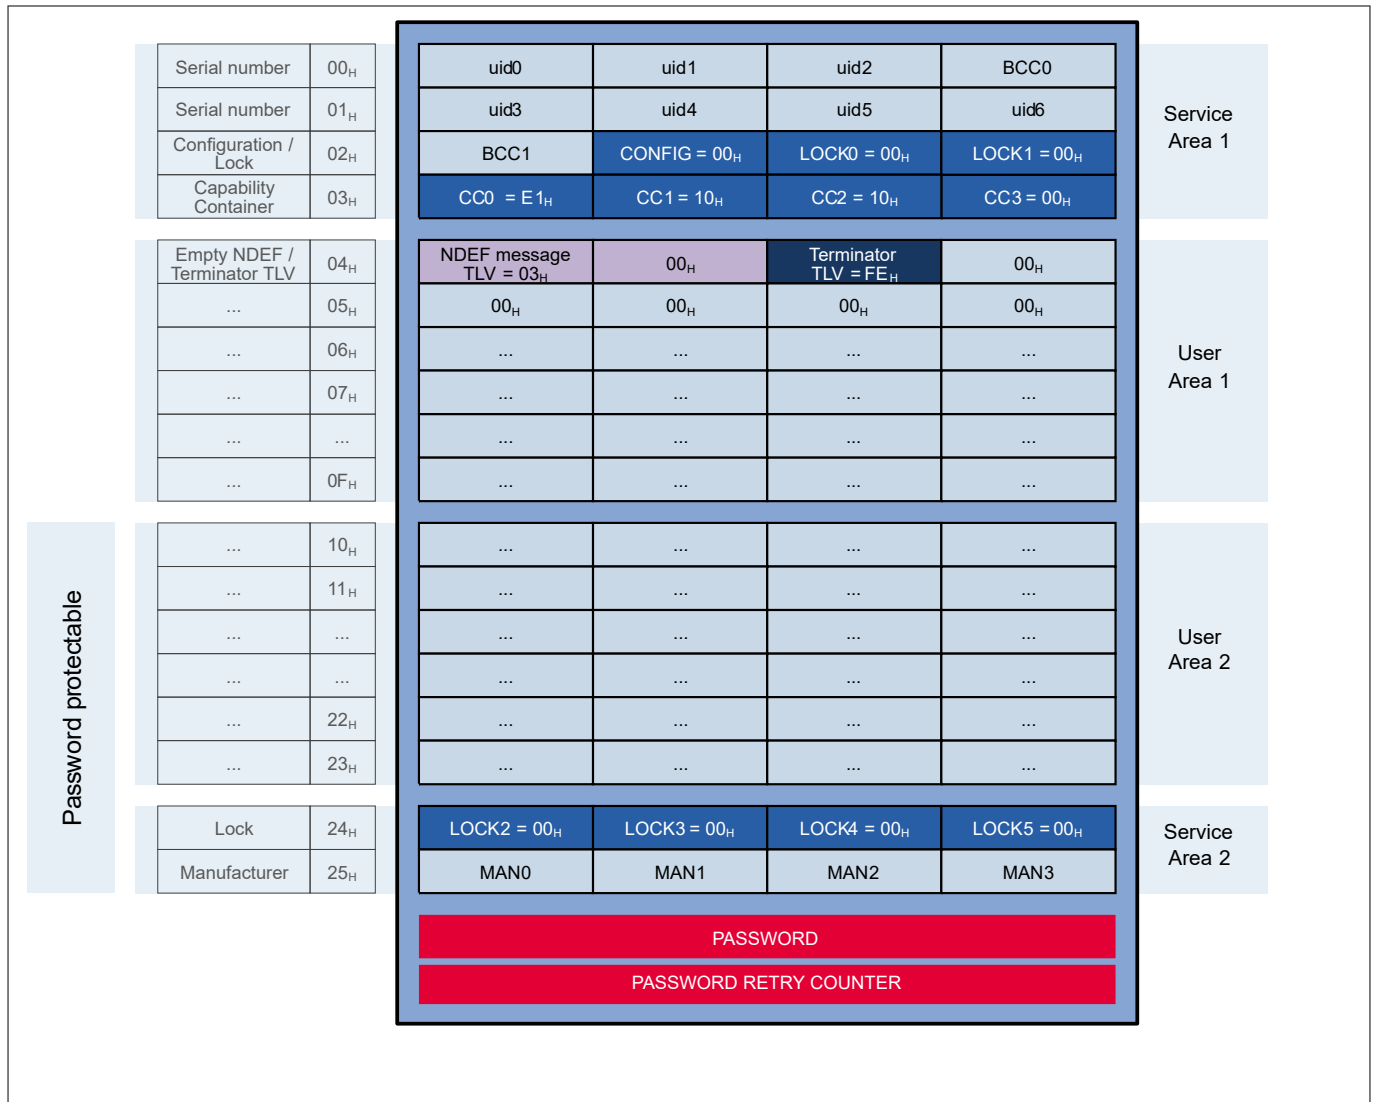 Serial number 00H uid0 uid1 uid2 BCC0
Serial number 01H uid3 uid4 uid5 uid6
Service
Area 1
Configuration /
Lock 02H BCC1 CONFIG = 00H LOCK0 = 00H LOCK1 = 00H
Capability
Container 03H CC0 = E1H CC1 = 10H CC2 = 10H CC3 = 00H
Empty NDEF /
Terminator TLV 04H NDEF message
TLV = 03H 00H Terminator
TLV = FEH 00H
... 05H 00H 00H 00H 00H
... 06H ... ... ... ...
User
Area 1
... 07H ... ... ... ...
... ... ... ... ... ...
... 0FH ... ... ... ...
Password protectable
... 10H ... ... ... ...
... 11H ... ... ... ...
... ... ... ... ... ...
User
Area 2
... ... ... ... ... ...
... 22H ... ... ... ...
... 23H ... ... ... ...
Lock 24H LOCK2 = 00H LOCK3 = 00H LOCK4 = 00H LOCK5 = 00H
Service
Area 2
Manufacturer 25H MAN0 MAN1 MAN2 MAN3
PASSWORD
PASSWORD RETRY COUNTER